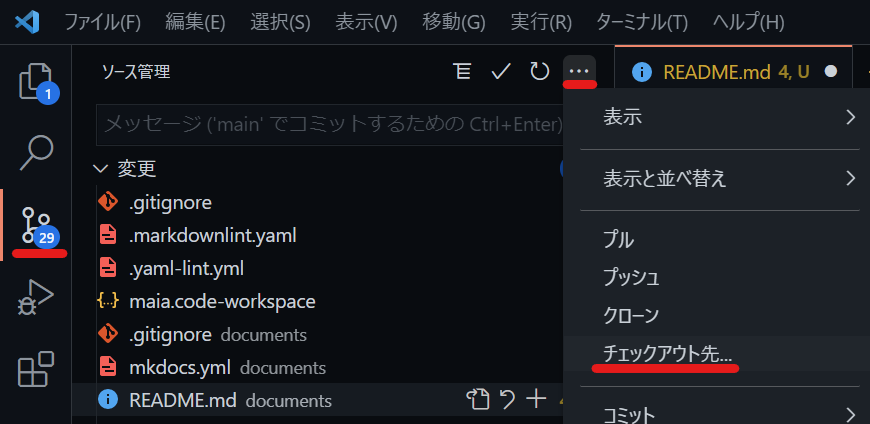 ファイル(F) 編集(E) 選択(S) 表示(V) 移動(G) 実行(R) ターミナル(T) ヘルプ(H)
ソース管理
README.md 4, U
1
メッセージ ('main' でコミットするための Ctrl+Enter)
変更
.gitignore
.markdownlint.yaml
29
.yaml-lint.yml
maia.code-workspace
.gitignore documents
mkdocs.yml documents
README.md documents
表示
表示と並べ替え
プル
プッシュ
クローン
チェックアウト先...
コミット